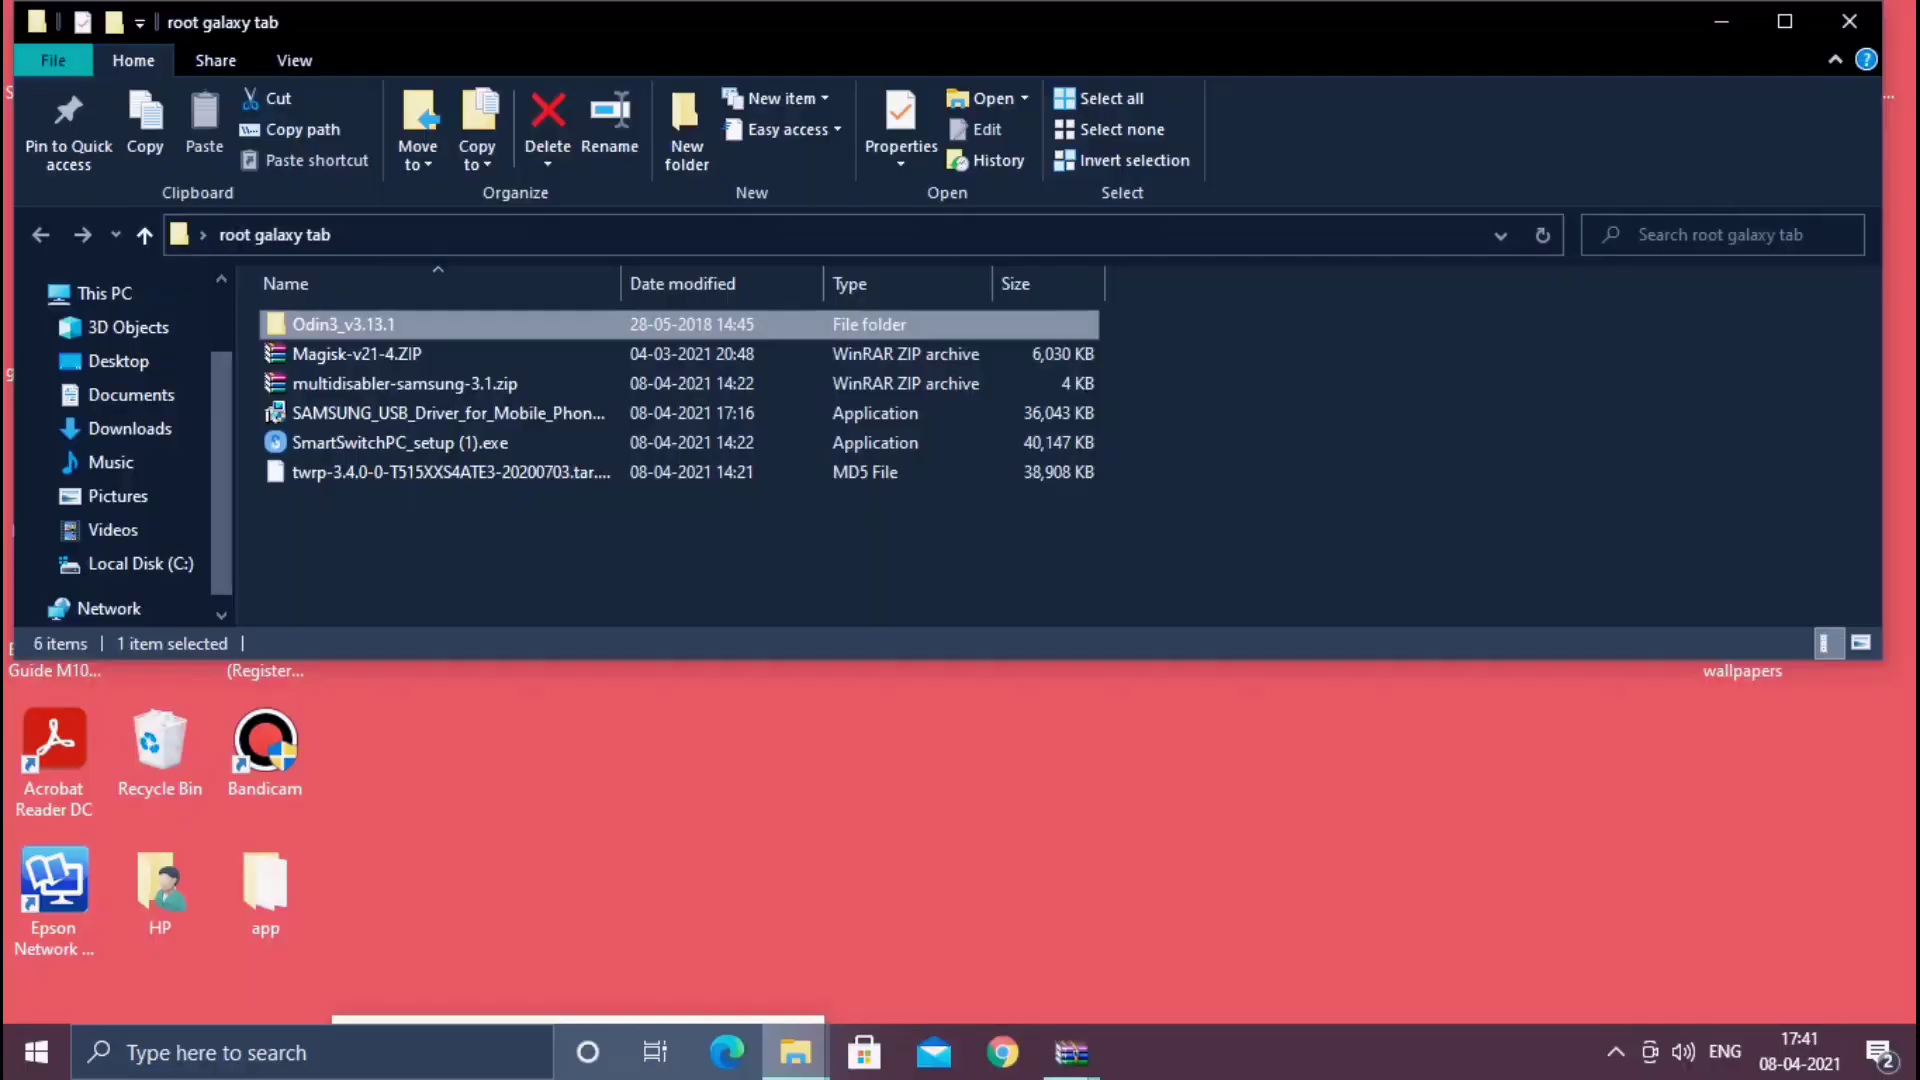 root galaxy tab
File Home Share View
Pin to Quick access
Copy
Paste
Cut
Copy path
Paste shortcut
Clipboard
Move to
Copy to
Delete
Rename
Organize
New folder
New item
Easy access
New
Properties
Open
Edit
History
Open
Select all
Select none
Invert selection
Select
root galaxy tab
Search root galaxy tab
This PC
3D Objects
Desktop
Documents
Downloads
Music
Pictures
Videos
Local Disk (C:)
Network
Name Date modified Type Size
Odin3_v3.13.1 28-05-2018 14:45 File folder
Magisk-v21-4.ZIP 04-03-2021 20:48 WinRAR ZIP archive 6,030 KB
multidisabler-samsung-3.1.zip 08-04-2021 14:22 WinRAR ZIP archive 4 KB
SAMSUNG_USB_Driver_for_Mobile_Phon... 08-04-2021 17:16 Application 36,043 KB
SmartSwitchPC_setup (1).exe 08-04-2021 14:22 Application 40,147 KB
twrp-3.4.0-0-T515XXS4ATE3-20200703.tar.... 08-04-2021 14:21 MD5 File 38,908 KB
6 items 1 item selected
Guide M10...
(Register...
wallpapers
Acrobat Reader DC
Recycle Bin
Bandicam
Epson Network ...
HP
app
Type here to search
ENG
17:41
08-04-2021
2